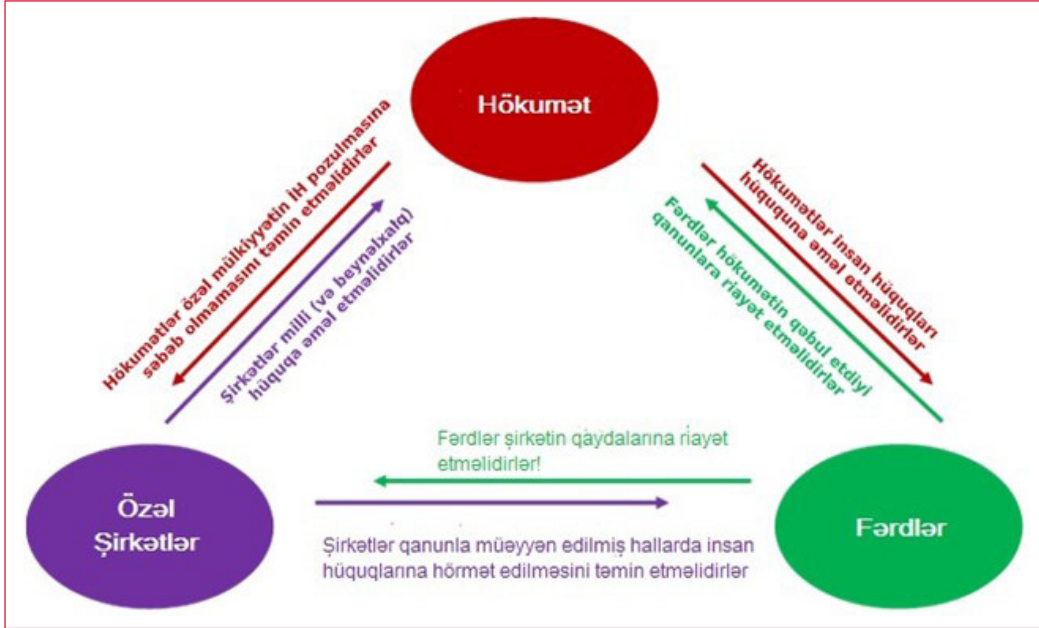 Hökumət
Hökumətlər özəl mülkiyyətin İH pozulmasına
səbəb olmamasını təmin etməlidirlər
Şirkətlər milli (və beynəlxalq)
hüquqa əməl etməlidirlər
Hökumətlər insan hüquqları
hüququna əməl etməlidirlər
Fərdlər hökumətin qəbul etdiyi
qanunlara riayət etməlidirlər
Fərdlər şirkətin qaydalarına riayət
etməlidirlər!
Özəl
Şirkətlər
Fərdlər
Şirkətlər qanunla müəyyən edilmiş hallarda insan
hüquqlarına hörmət edilməsini təmin etməlidirlər